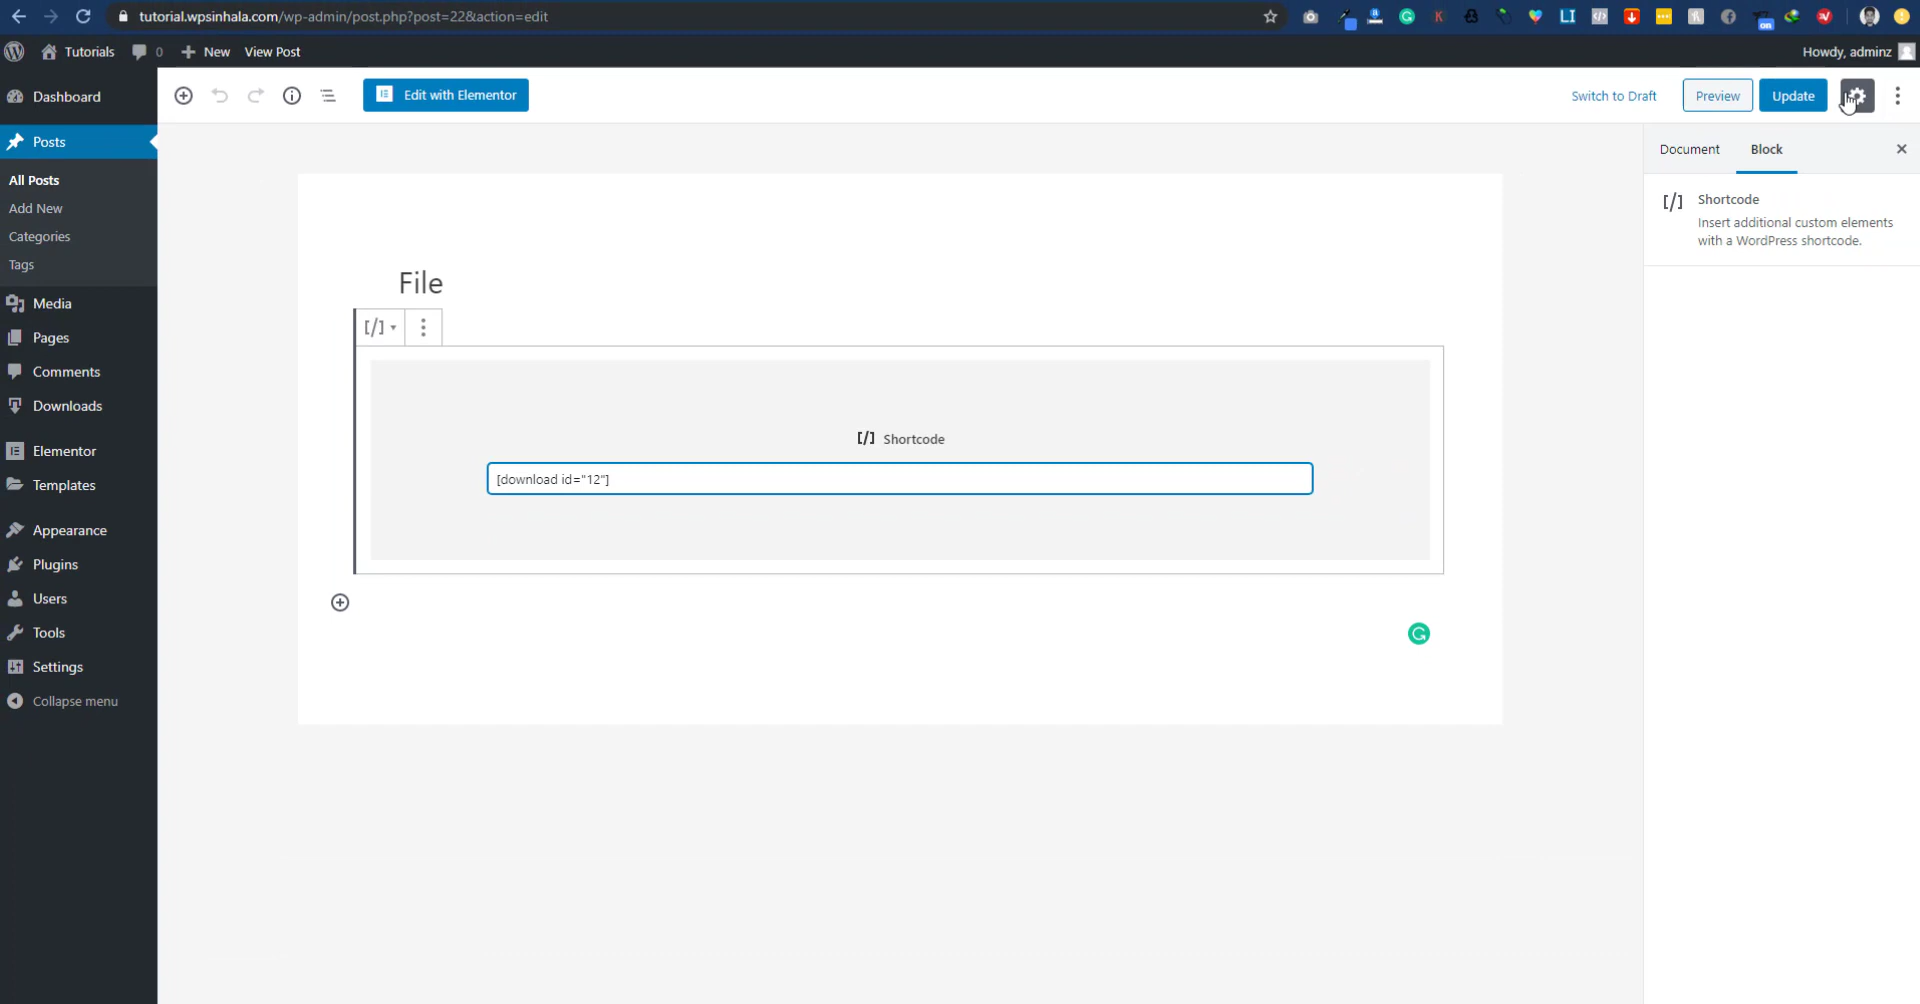 tutorial.wpsinhala.com/wp-admin/post.php?post=22&action=edit
on
Tutorials
0
New
View Post
Howdy, adminz
Dashboard
Posts
All Posts
Add New
Categories
Tags
Media
Pages
Comments
Downloads
Elementor
Templates
Appearance
Plugins
Users
Tools
Settings
Collapse menu
Edit with Elementor
Switch to Draft
Preview
Update
File
[/]
[/] Shortcode
[download id="12"]
Document
Block
[/] Shortcode
Insert additional custom elements
with a WordPress shortcode.